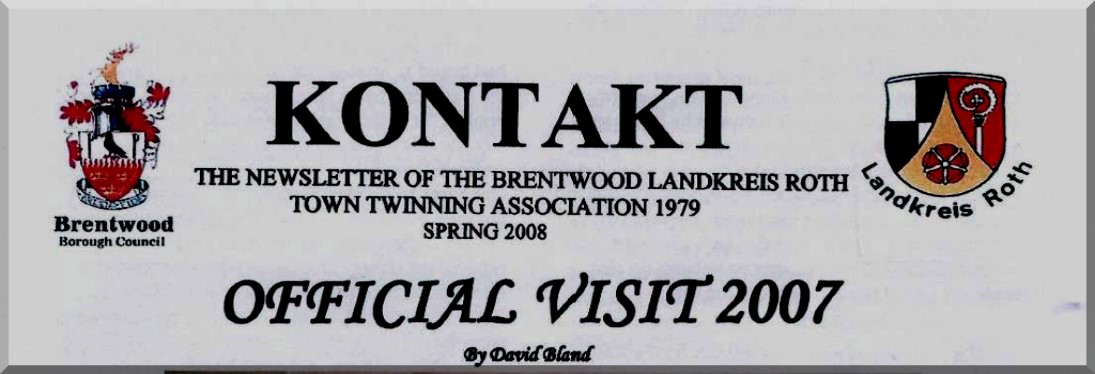 KONTAKT
THE NEWSLETTER OF THE BRENTWOOD LANDKREIS ROTH
TOWN TWINNING ASSOCIATION 1979
SPRING 2008
Brentwood
Borough Council
Landkreis Roth
OFFICIAL VISIT 2007
By David Bland